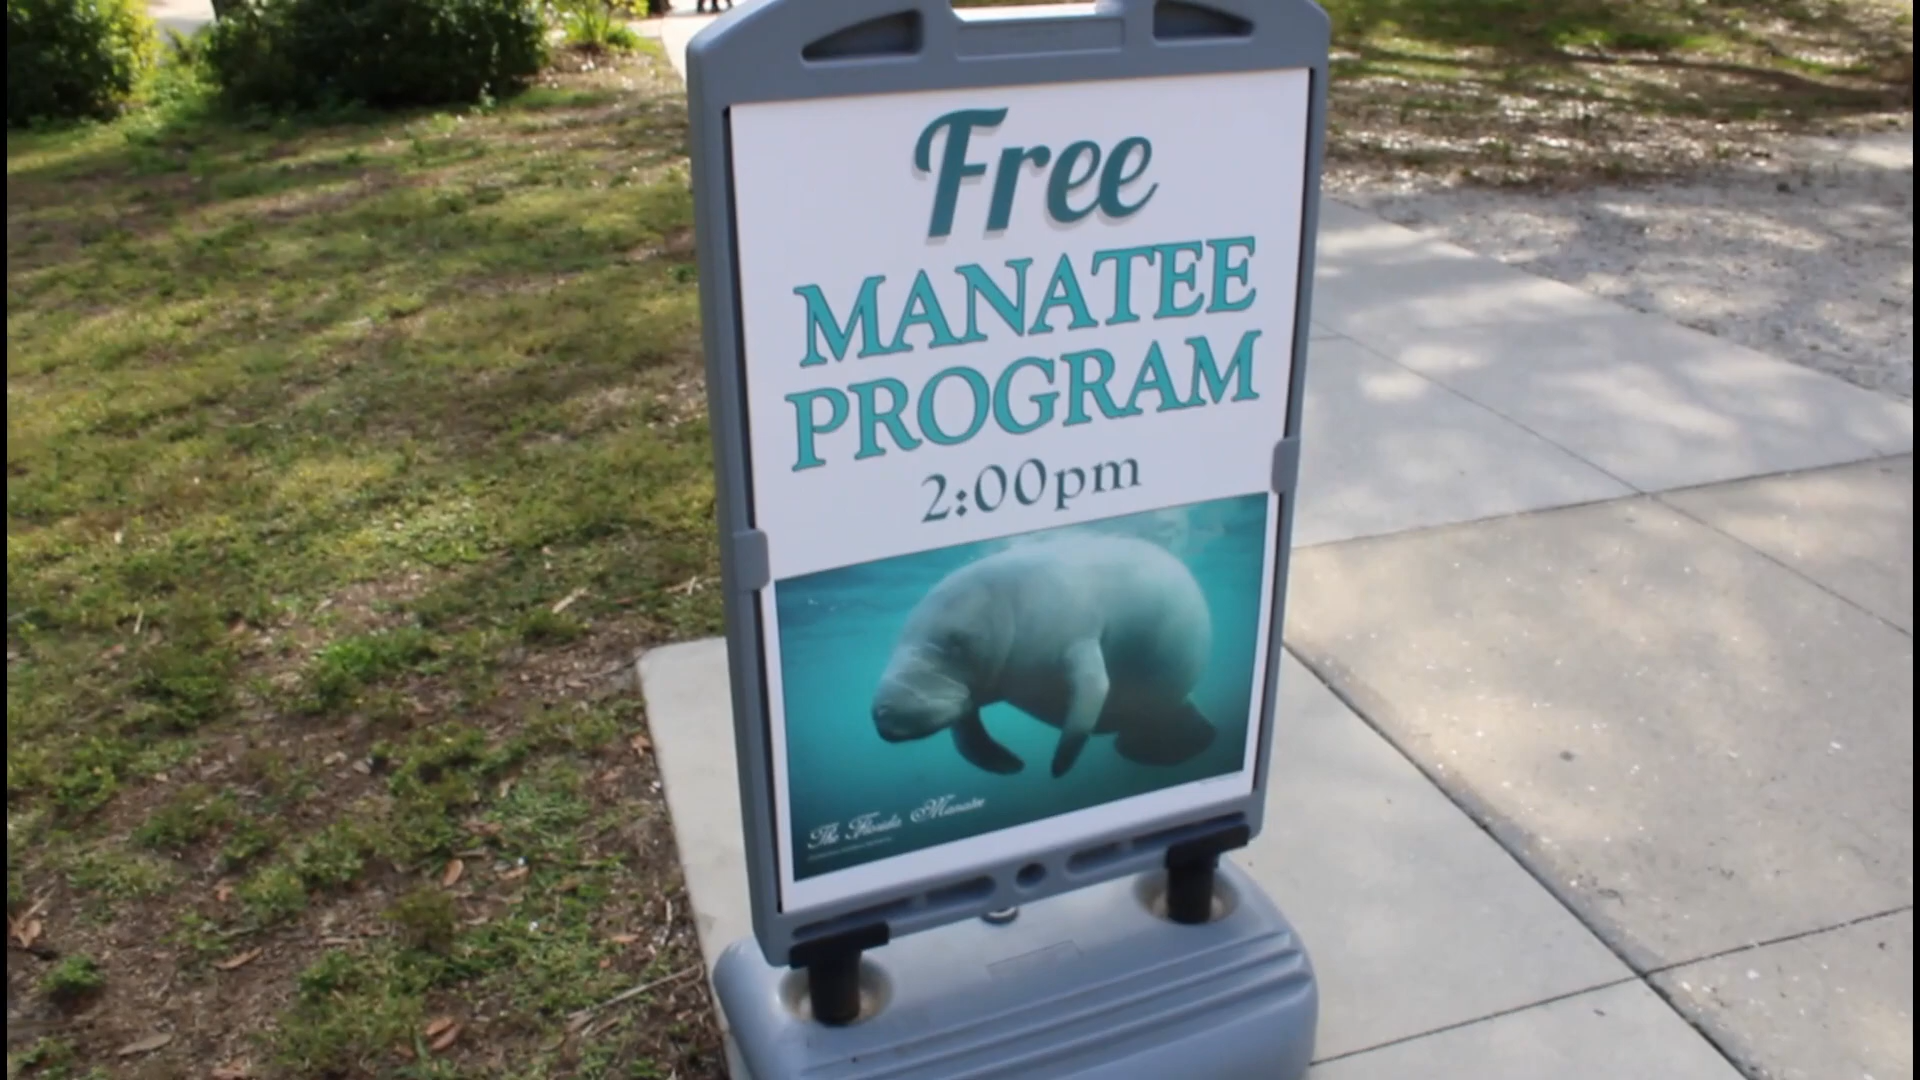 Free
MANATEE
PROGRAM
2:00pm
The Florida Manatee